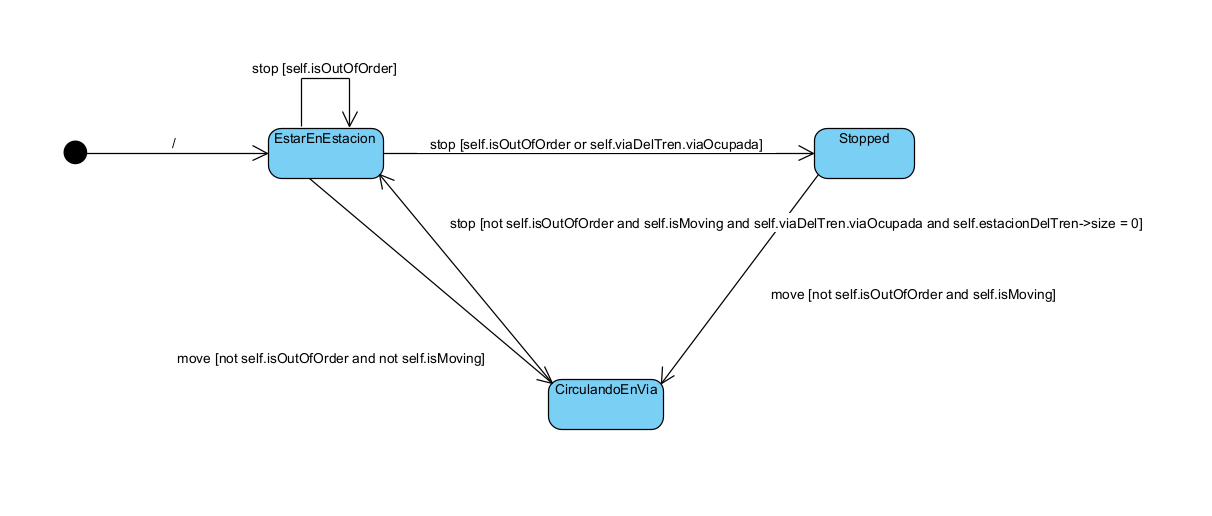 stop [self.isOutOfOrder]
/
EstarEnEstacion
stop [self.isOutOfOrder or self.viaDelTren.viaOcupada]
Stopped
stop [not self.isOutOfOrder and self.isMoving and self.viaDelTren.viaOcupada and self.estacionDelTren->size = 0]
move [not self.isOutOfOrder and self.isMoving]
move [not self.isOutOfOrder and not self.isMoving]
CirculandoEnVia